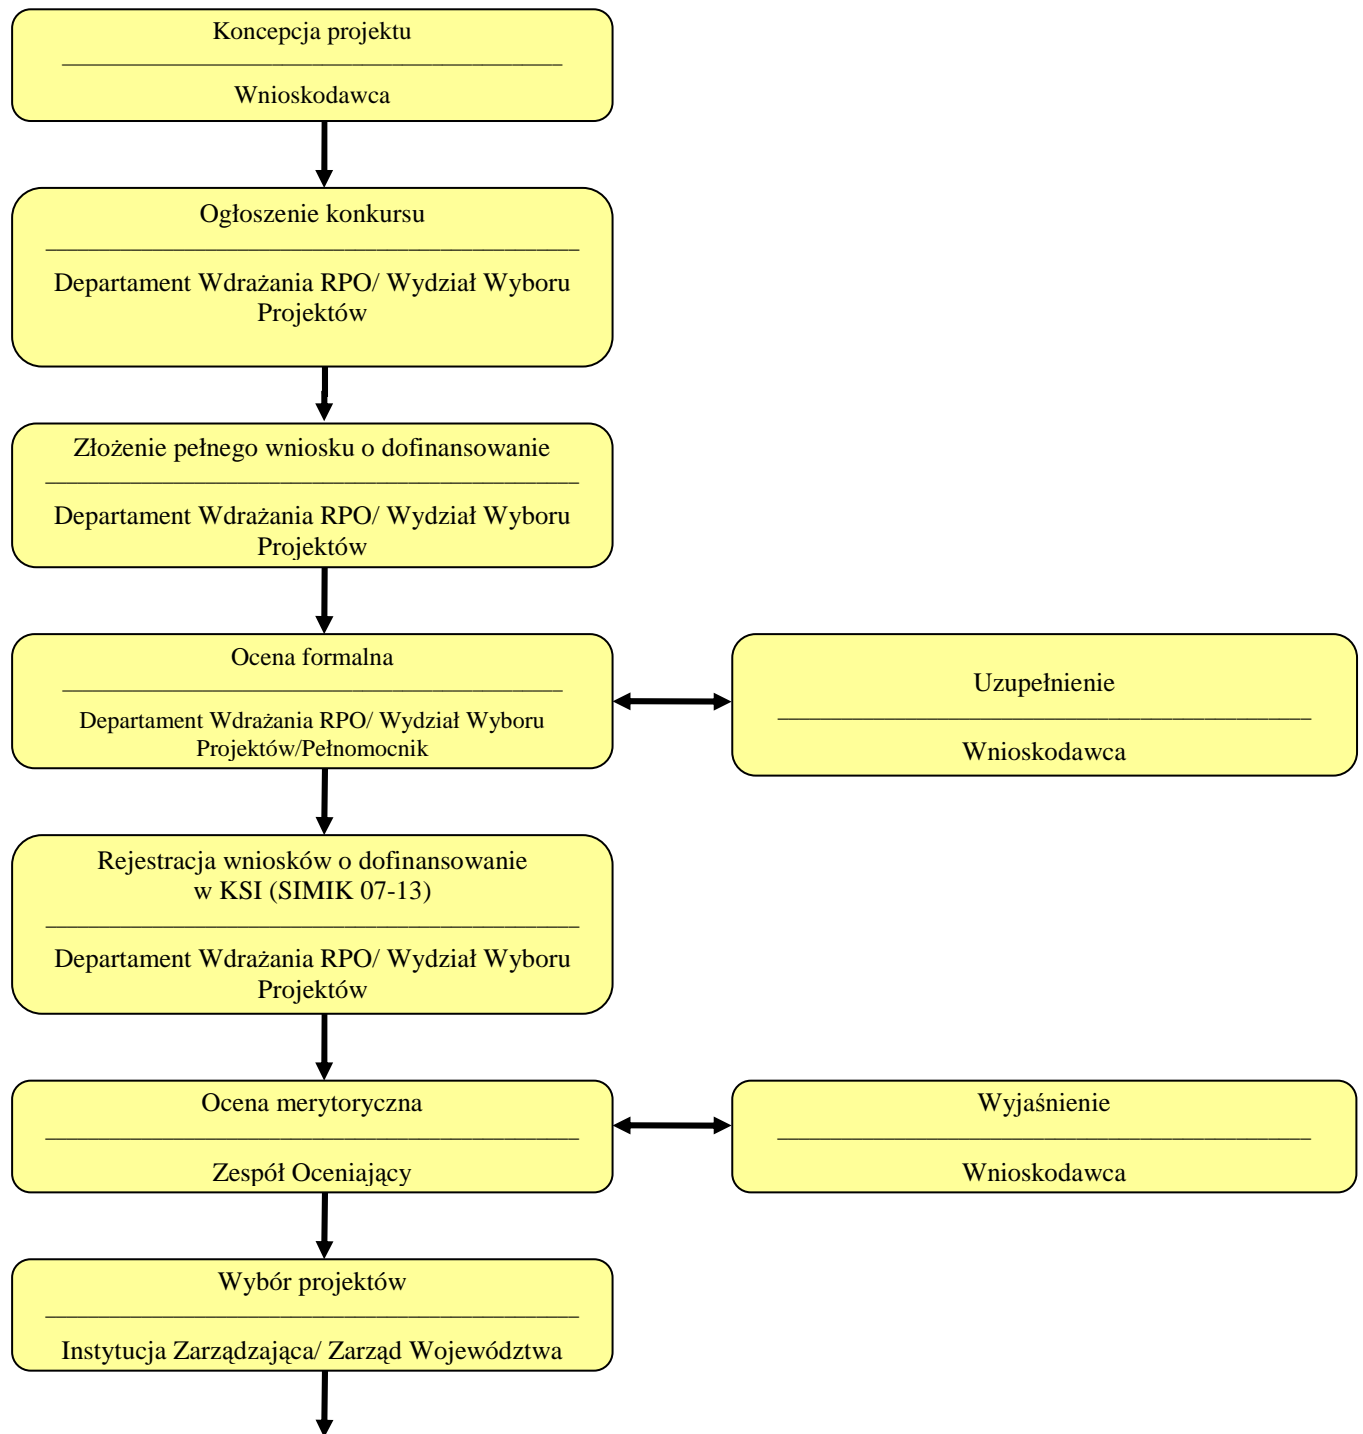 Koncepcja projektu
Wnioskodawca
Ogłoszenie konkursu
Departament Wdrażania RPO/ Wydział Wyboru
Projektów
Złożenie pełnego wniosku o dofinansowanie
Departament Wdrażania RPO/ Wydział Wyboru
Projektów
Ocena formalna
Departament Wdrażania RPO/ Wydział Wyboru
Projektów/Pełnomocnik
Uzupełnienie
Wnioskodawca
Rejestracja wniosków o dofinansowanie
w KSI (SIMIK 07-13)
Departament Wdrażania RPO/ Wydział Wyboru
Projektów
Ocena merytoryczna
Zespół Oceniający
Wyjaśnienie
Wnioskodawca
Wybór projektów
Instytucja Zarządzająca/ Zarząd Województwa